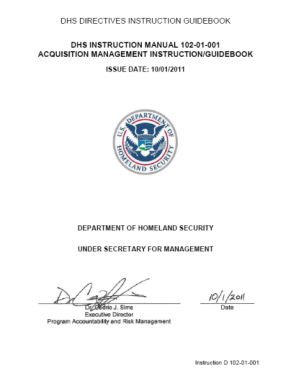 DHS DIRECTIVES INSTRUCTION GUIDEBOOK
DHS INSTRUCTION MANUAL 102-01-001
ACQUISITION MANAGEMENT INSTRUCTION/GUIDEBOOK
ISSUE DATE: 10/01/2011
U.S. DEPARTMENT OF
HOMELAND SECURITY
DEPARTMENT OF HOMELAND SECURITY
UNDER SECRETARY FOR MANAGEMENT
10/1/2011
J. Sims
Date
Executive Director
Program Accountability and Risk Management
Instruction D 102-01-001